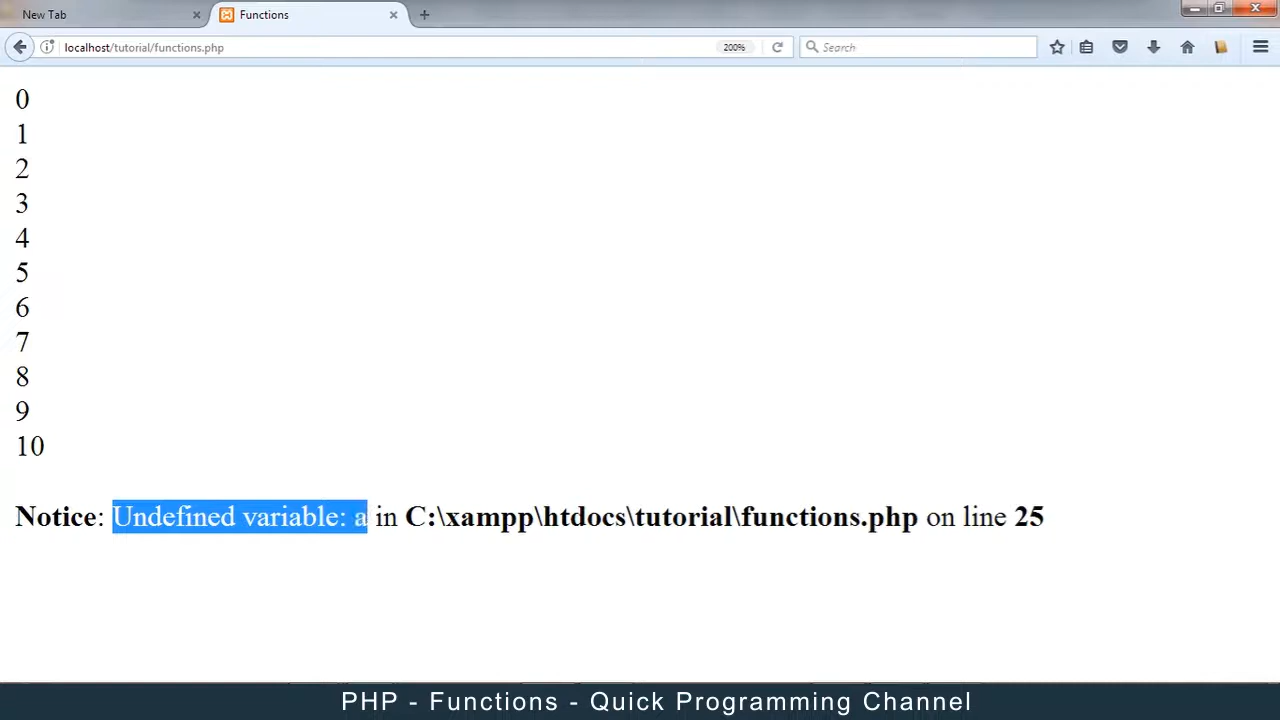 New Tab
Functions
localhost/tutorial/functions.php
200%
Search
0
1
2
3
4
5
6
7
8
9
10
Notice: Undefined variable: a in C:\xampp\htdocs\tutorial\functions.php on line 25
PHP - Functions - Quick Programming Channel